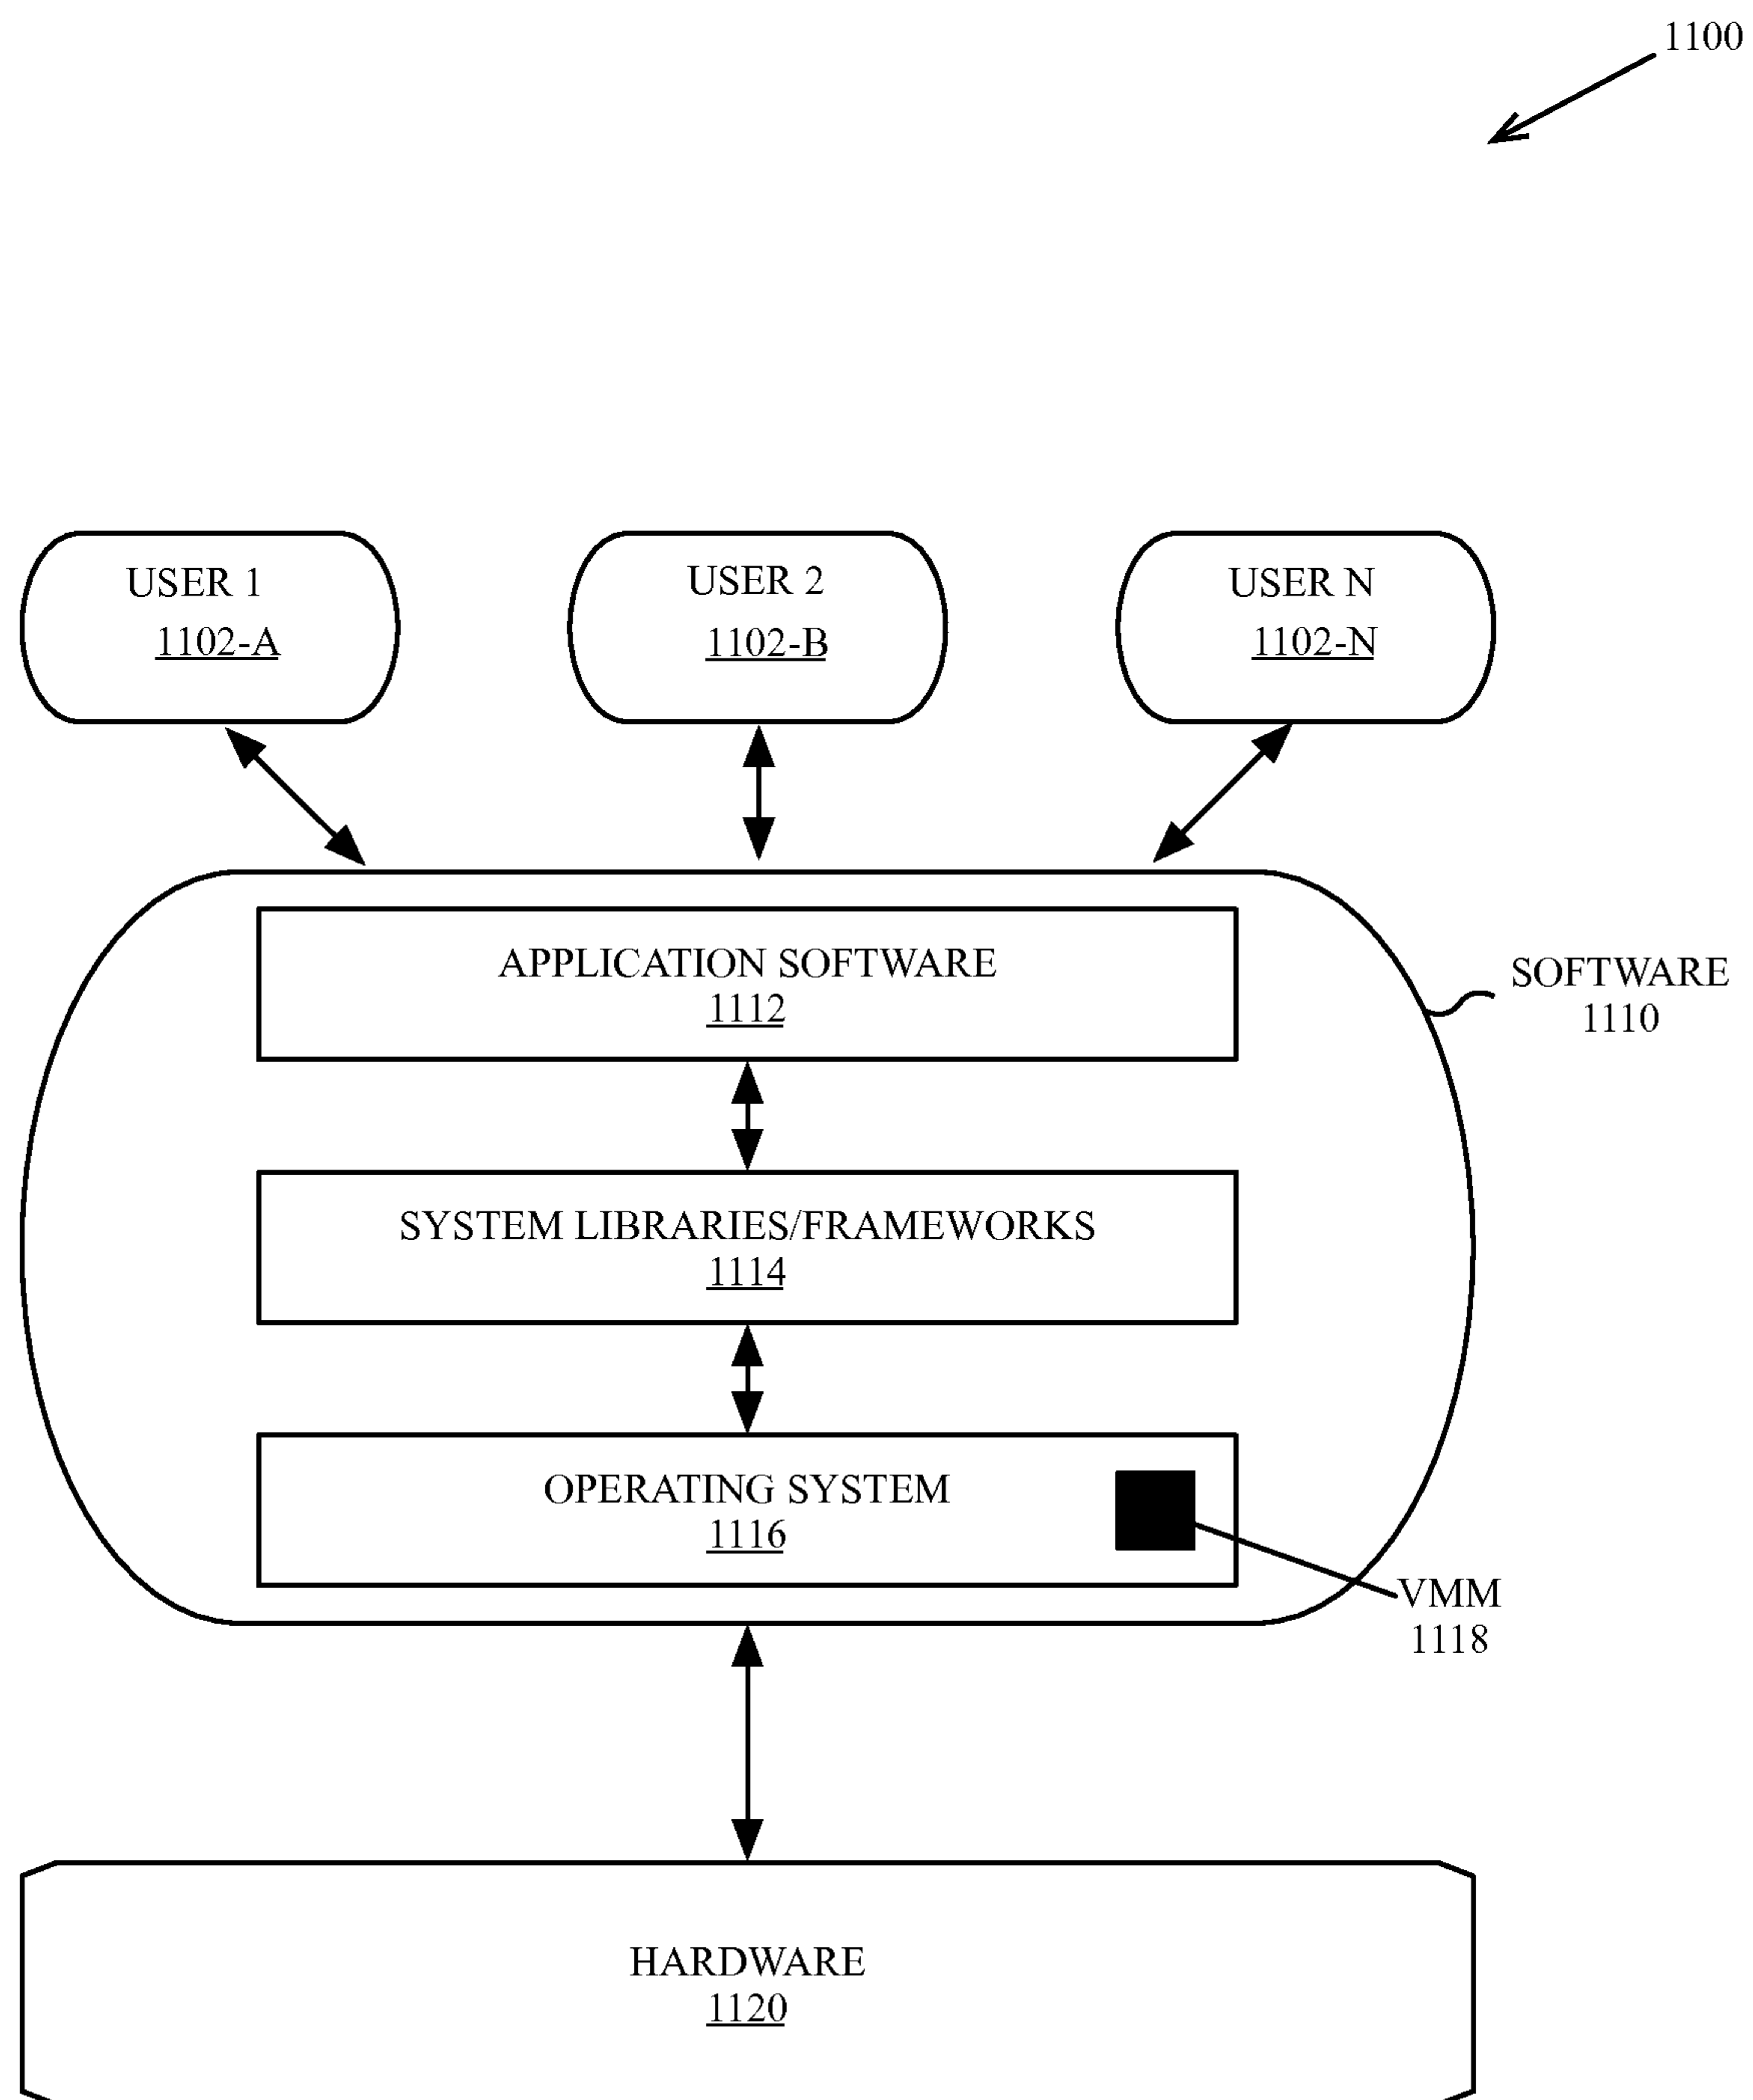 1100
USER 1
1102-A
USER 2
1102-B
USER N
1102-N
APPLICATION SOFTWARE
1112
SOFTWARE
1110
SYSTEM LIBRARIES/FRAMEWORKS
1114
OPERATING SYSTEM
1116
VMM
1118
HARDWARE
1120